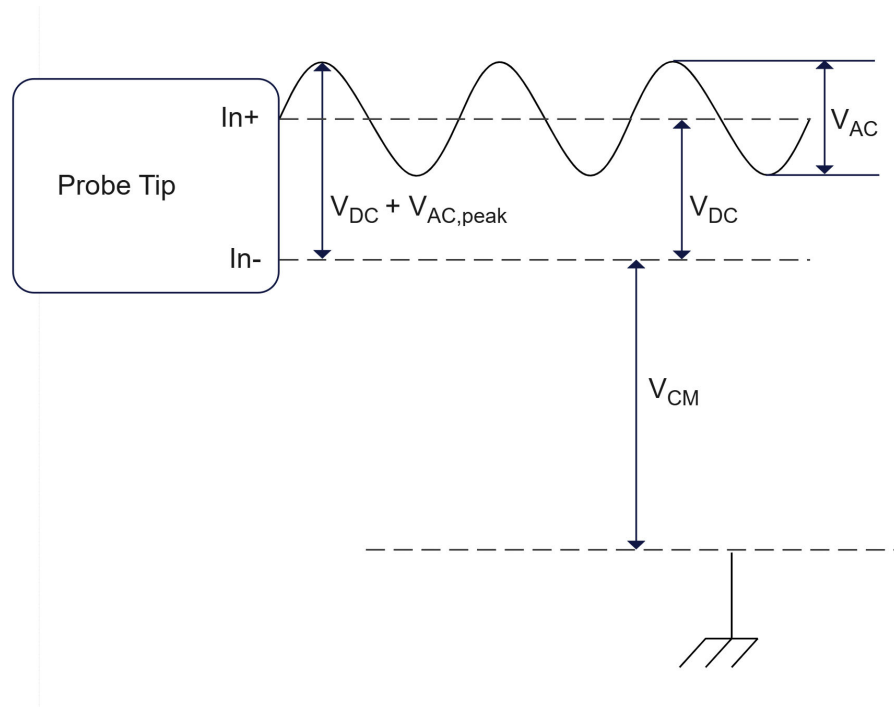 In+
V_AC
Probe Tip
V_DC + V_AC,peak
V_DC
In-
V_CM